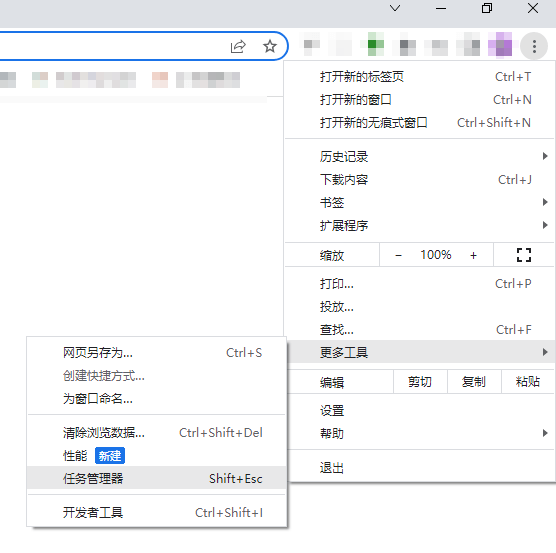 打开新的标签页 Ctrl+T
打开新的窗口 Ctrl+N
打开新的无痕式窗口 Ctrl+Shift+N
历史记录
下载内容 Ctrl+J
书签
扩展程序
缩放 - 100% +
打印... Ctrl+P
投放...
查找... Ctrl+F
更多工具
编辑 剪切 复制 粘贴
设置
帮助
退出
网页另存为... Ctrl+S
创建快捷方式...
为窗口命名...
清除浏览数据... Ctrl+Shift+Del
性能 新建
任务管理器 Shift+Esc
开发者工具 Ctrl+Shift+I